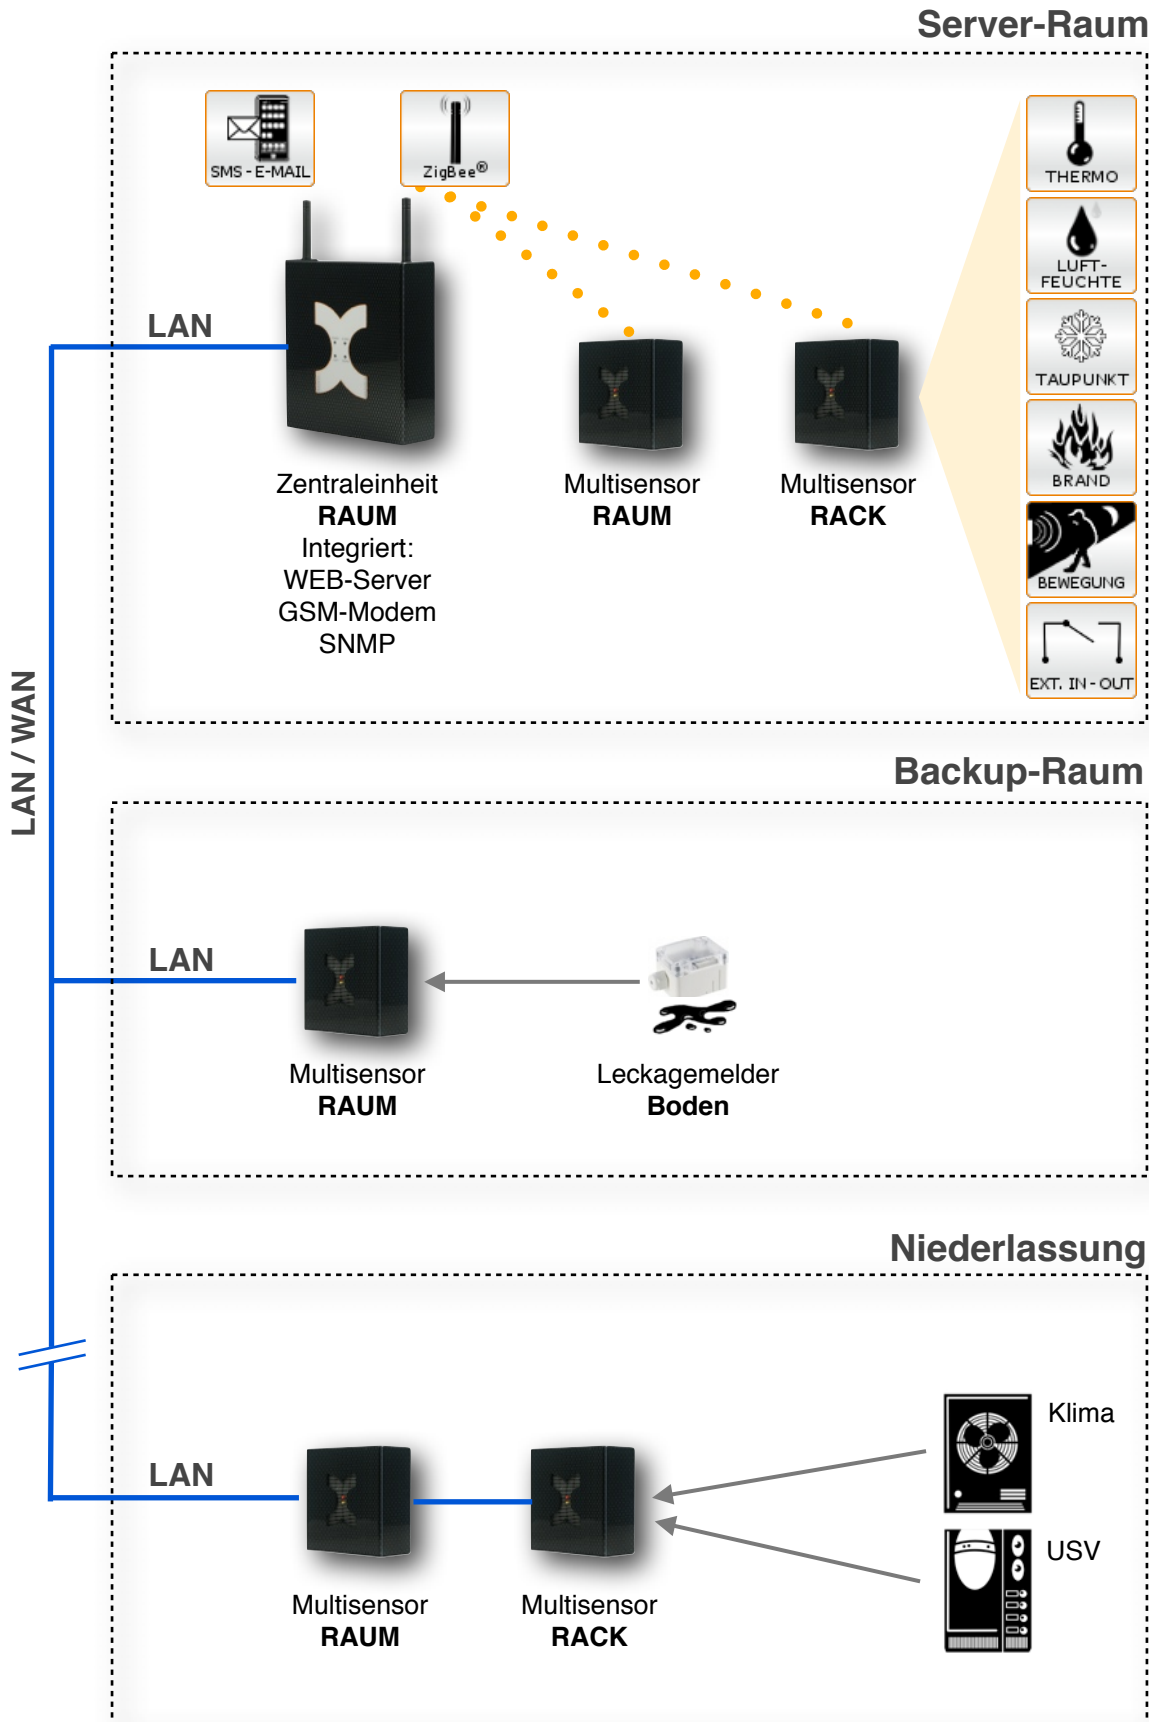 Server-Raum
SMS - E-MAIL
ZigBee®
THERMO
LUFT-
FEUCHTE
TAUPUNKT
BRAND
BEWEGUNG
EXT. IN - OUT
LAN
Zentraleinheit
RAUM
Integriert:
WEB-Server
GSM-Modem
SNMP
Multisensor
RAUM
Multisensor
RACK
LAN / WAN
Backup-Raum
LAN
Multisensor
RAUM
Leckagemelder
Boden
Niederlassung
LAN
Multisensor
RAUM
Multisensor
RACK
Klima
USV